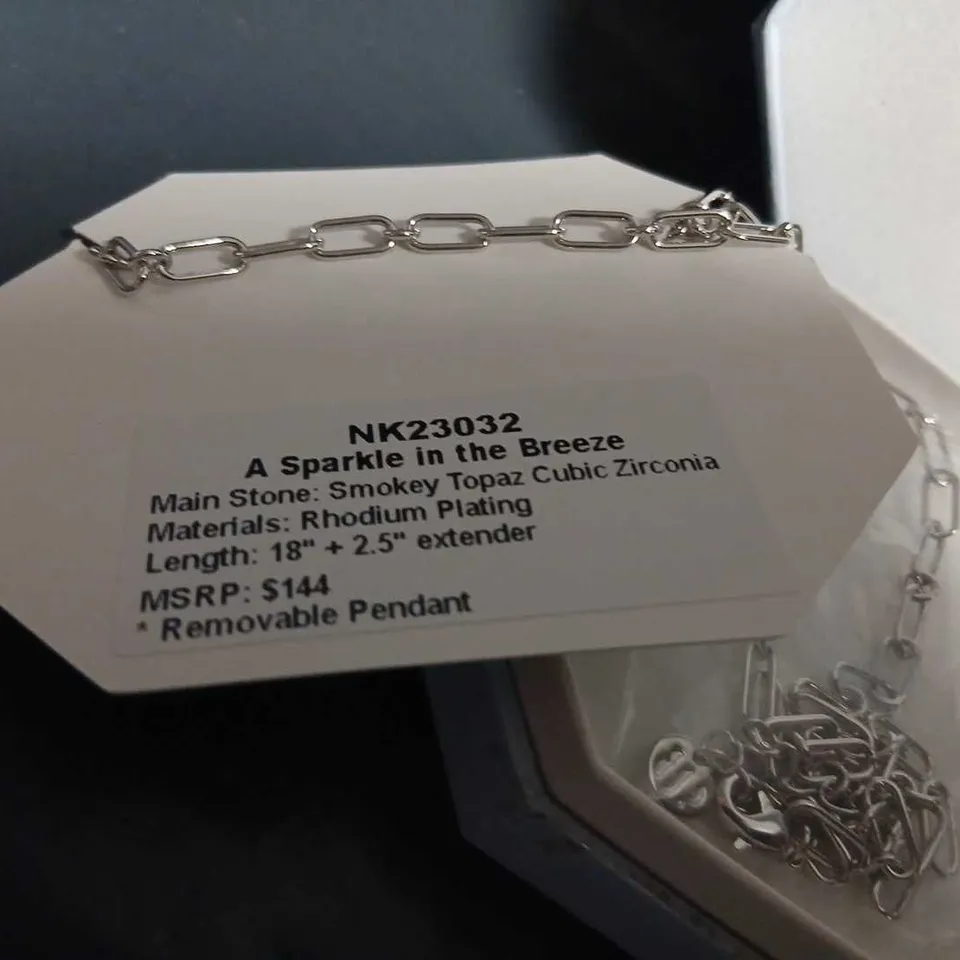 NK23032
A Sparkle in the Breeze
Main Stone: Smokey Topaz Cubic Zirconia
Materials: Rhodium Plating
Length: 18" + 2.5" extender
MSRP: $144
* Removable Pendant